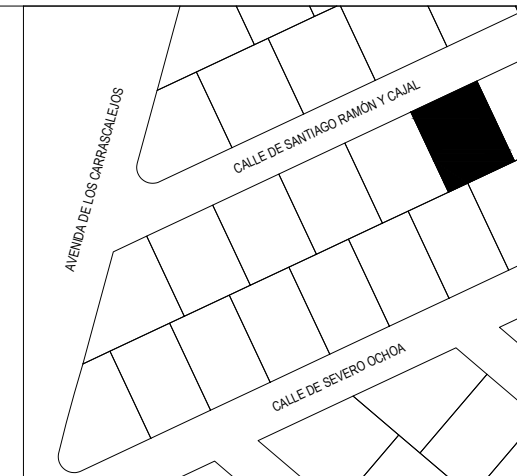 AVENIDA DE LOS CARRASCALEJOS
CALLE DE SANTIAGO RAMÓN Y CAJAL
CALLE DE SEVERO OCHOA